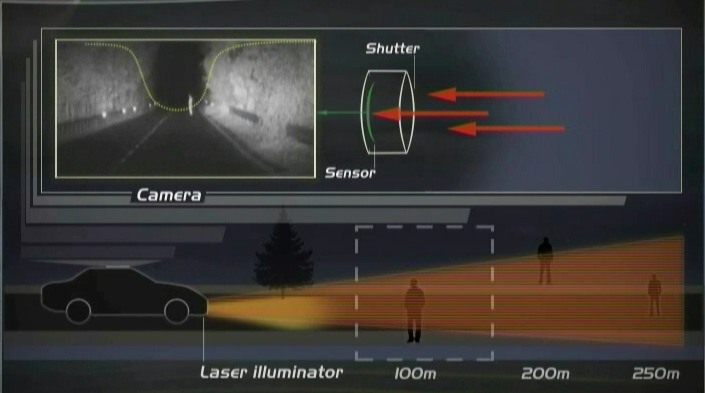 Shutter
Sensor
Camera
Laser illuminator
100m
200m
250m